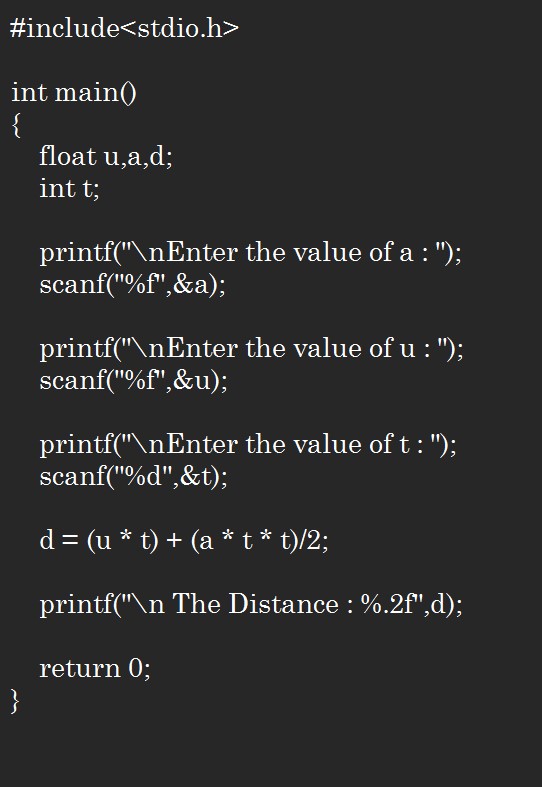 #include<stdio.h>
int main()
{
float u,a,d;
int t;
printf("\nEnter the value of a : ");
scanf("%f",&a);
printf("\nEnter the value of u : ");
scanf("%f",&u);
printf("\nEnter the value of t : ");
scanf("%d",&t);
d = (u * t) + (a * t * t)/2;
printf("\n The Distance : %.2f",d);
return 0;
}